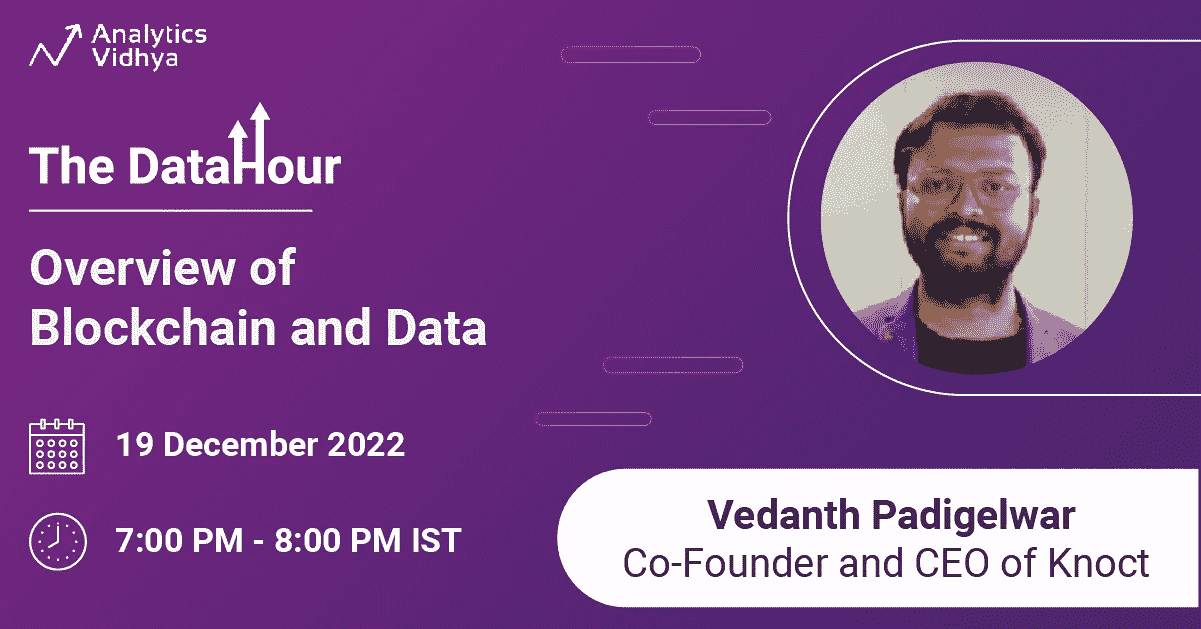 Analytics
Vidhya
The DataHour
Overview of
Blockchain and Data
19 December 2022
7:00 PM - 8:00 PM IST
Vedanth Padigelwar
Co-Founder and CEO of Knoct